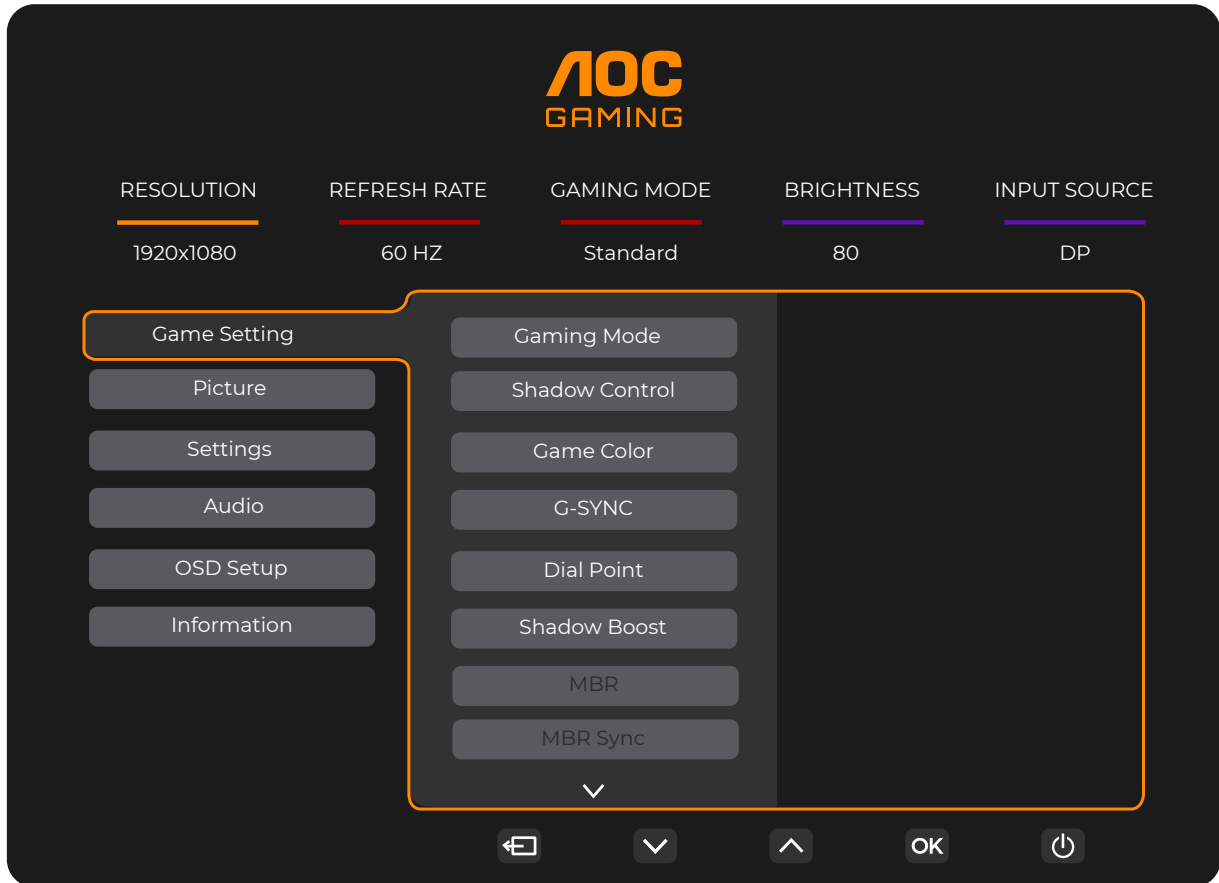 AOC
GAMING
RESOLUTION REFRESH RATE GAMING MODE BRIGHTNESS INPUT SOURCE
1920x1080 60 HZ Standard 80 DP
Game Setting
Picture
Settings
Audio
OSD Setup
Information
Gaming Mode
Shadow Control
Game Color
G-SYNC
Dial Point
Shadow Boost
MBR
MBR Sync
OK